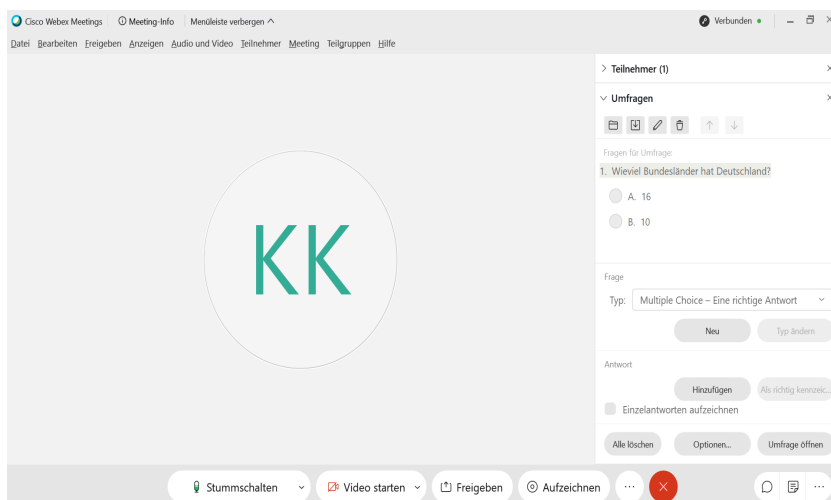 Cisco Webex Meetings Meeting-Info Menüleiste verbergen Verbunden
Datei Bearbeiten Freigeben Anzeigen Audio und Video Teilnehmer Meeting Teilgruppen Hilfe
Teilnehmer (1)
Umfragen
Fragen für Umfrage:
1. Wieviel Bundesländer hat Deutschland?
A. 16
B. 10
KK
Frage
Typ: Multiple Choice – Eine richtige Antwort
Neu Typ ändern
Antwort
Hinzufügen Als richtig kennzeic...
Einzelantworten aufzeichnen
Alle löschen Optionen... Umfrage öffnen
Stummschalten Video starten Freigeben Aufzeichnen